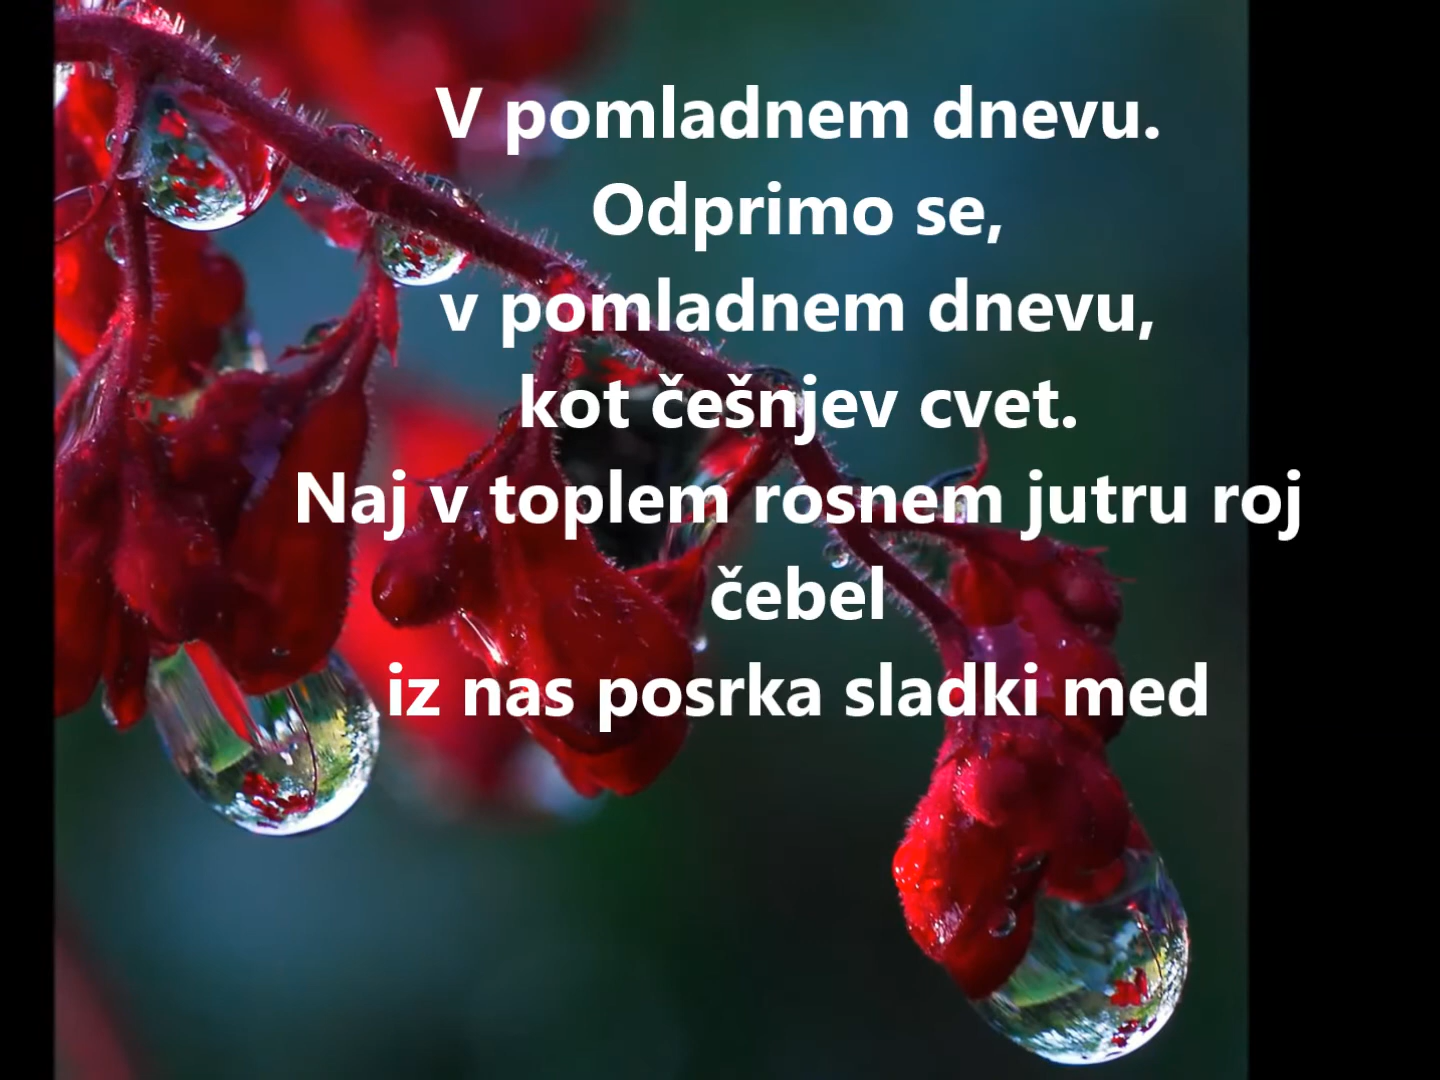 V pomladnem dnevu.
Odprimo se,
v pomladnem dnevu,
kot češnjev cvet.
Naj v toplem rosnem jutru roj
čebel
iz nas posrka sladki med